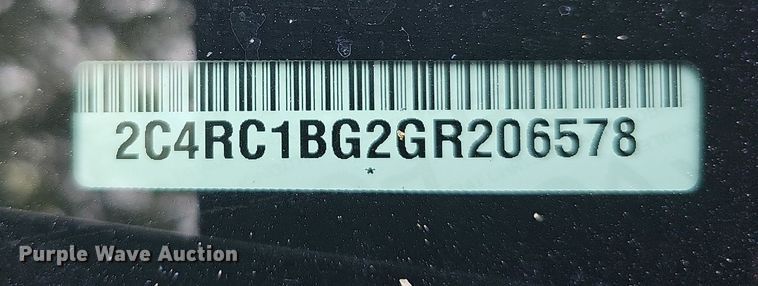 2C4RC1BG2GR206578
*
Purple Wave Auction